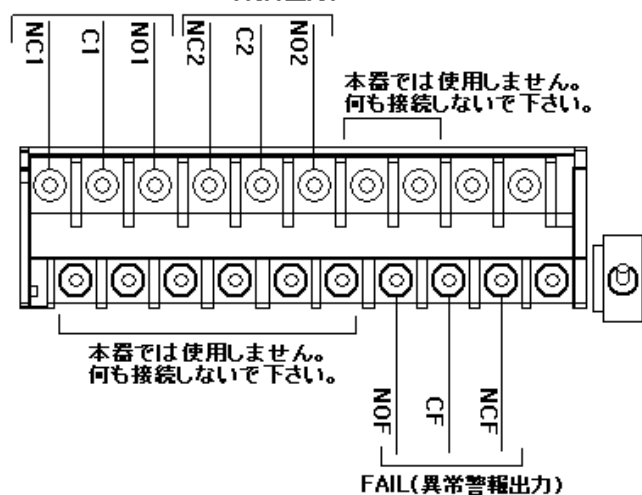 NC1
C1
NO1
NC2
C2
NO2
本器では使用しません。
何も接続しないで下さい。
本器では使用しません。
何も接続しないで下さい。
NOF
CF
NCF
FAIL(異常警報出力)